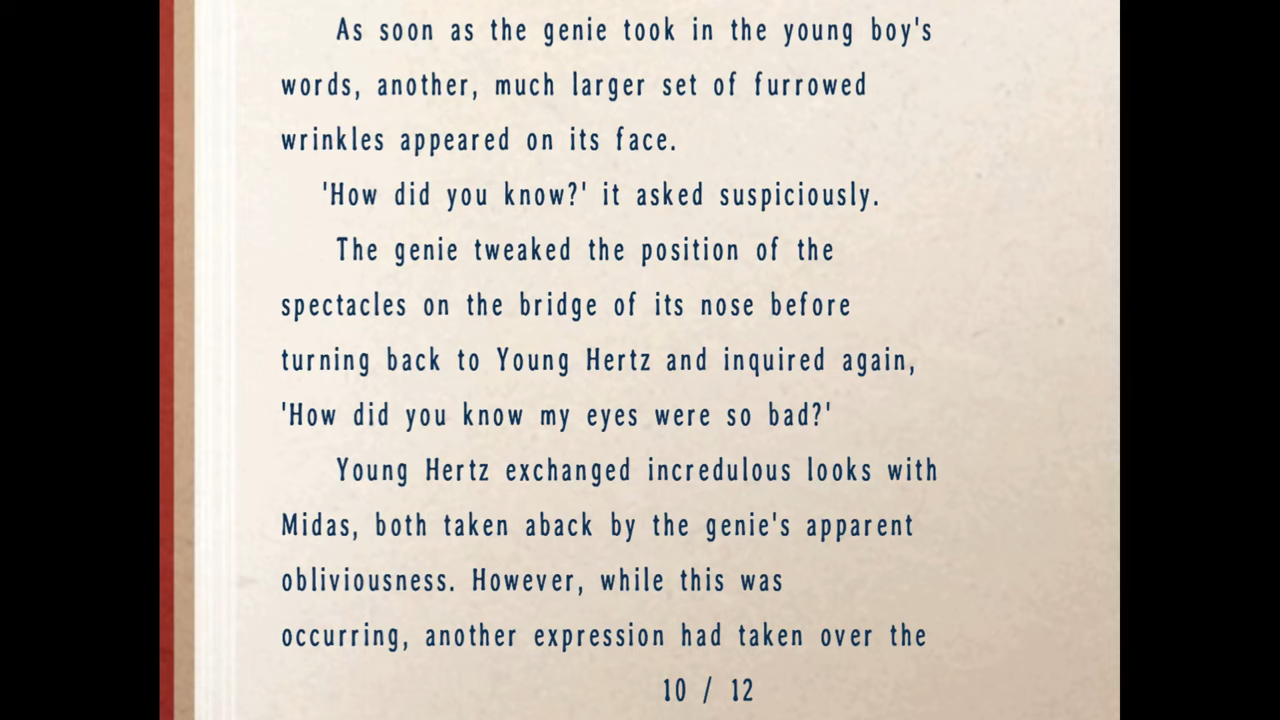 As soon as the genie took in the young boy's
words, another, much larger set of furrowed
wrinkles appeared on its face.
'How did you know?' it asked suspiciously.
The genie tweaked the position of the
spectacles on the bridge of its nose before
turning back to Young Hertz and inquired again,
'How did you know my eyes were so bad?'
Young Hertz exchanged incredulous looks with
Midas, both taken aback by the genie's apparent
obliviousness. However, while this was
occurring, another expression had taken over the
10 / 12